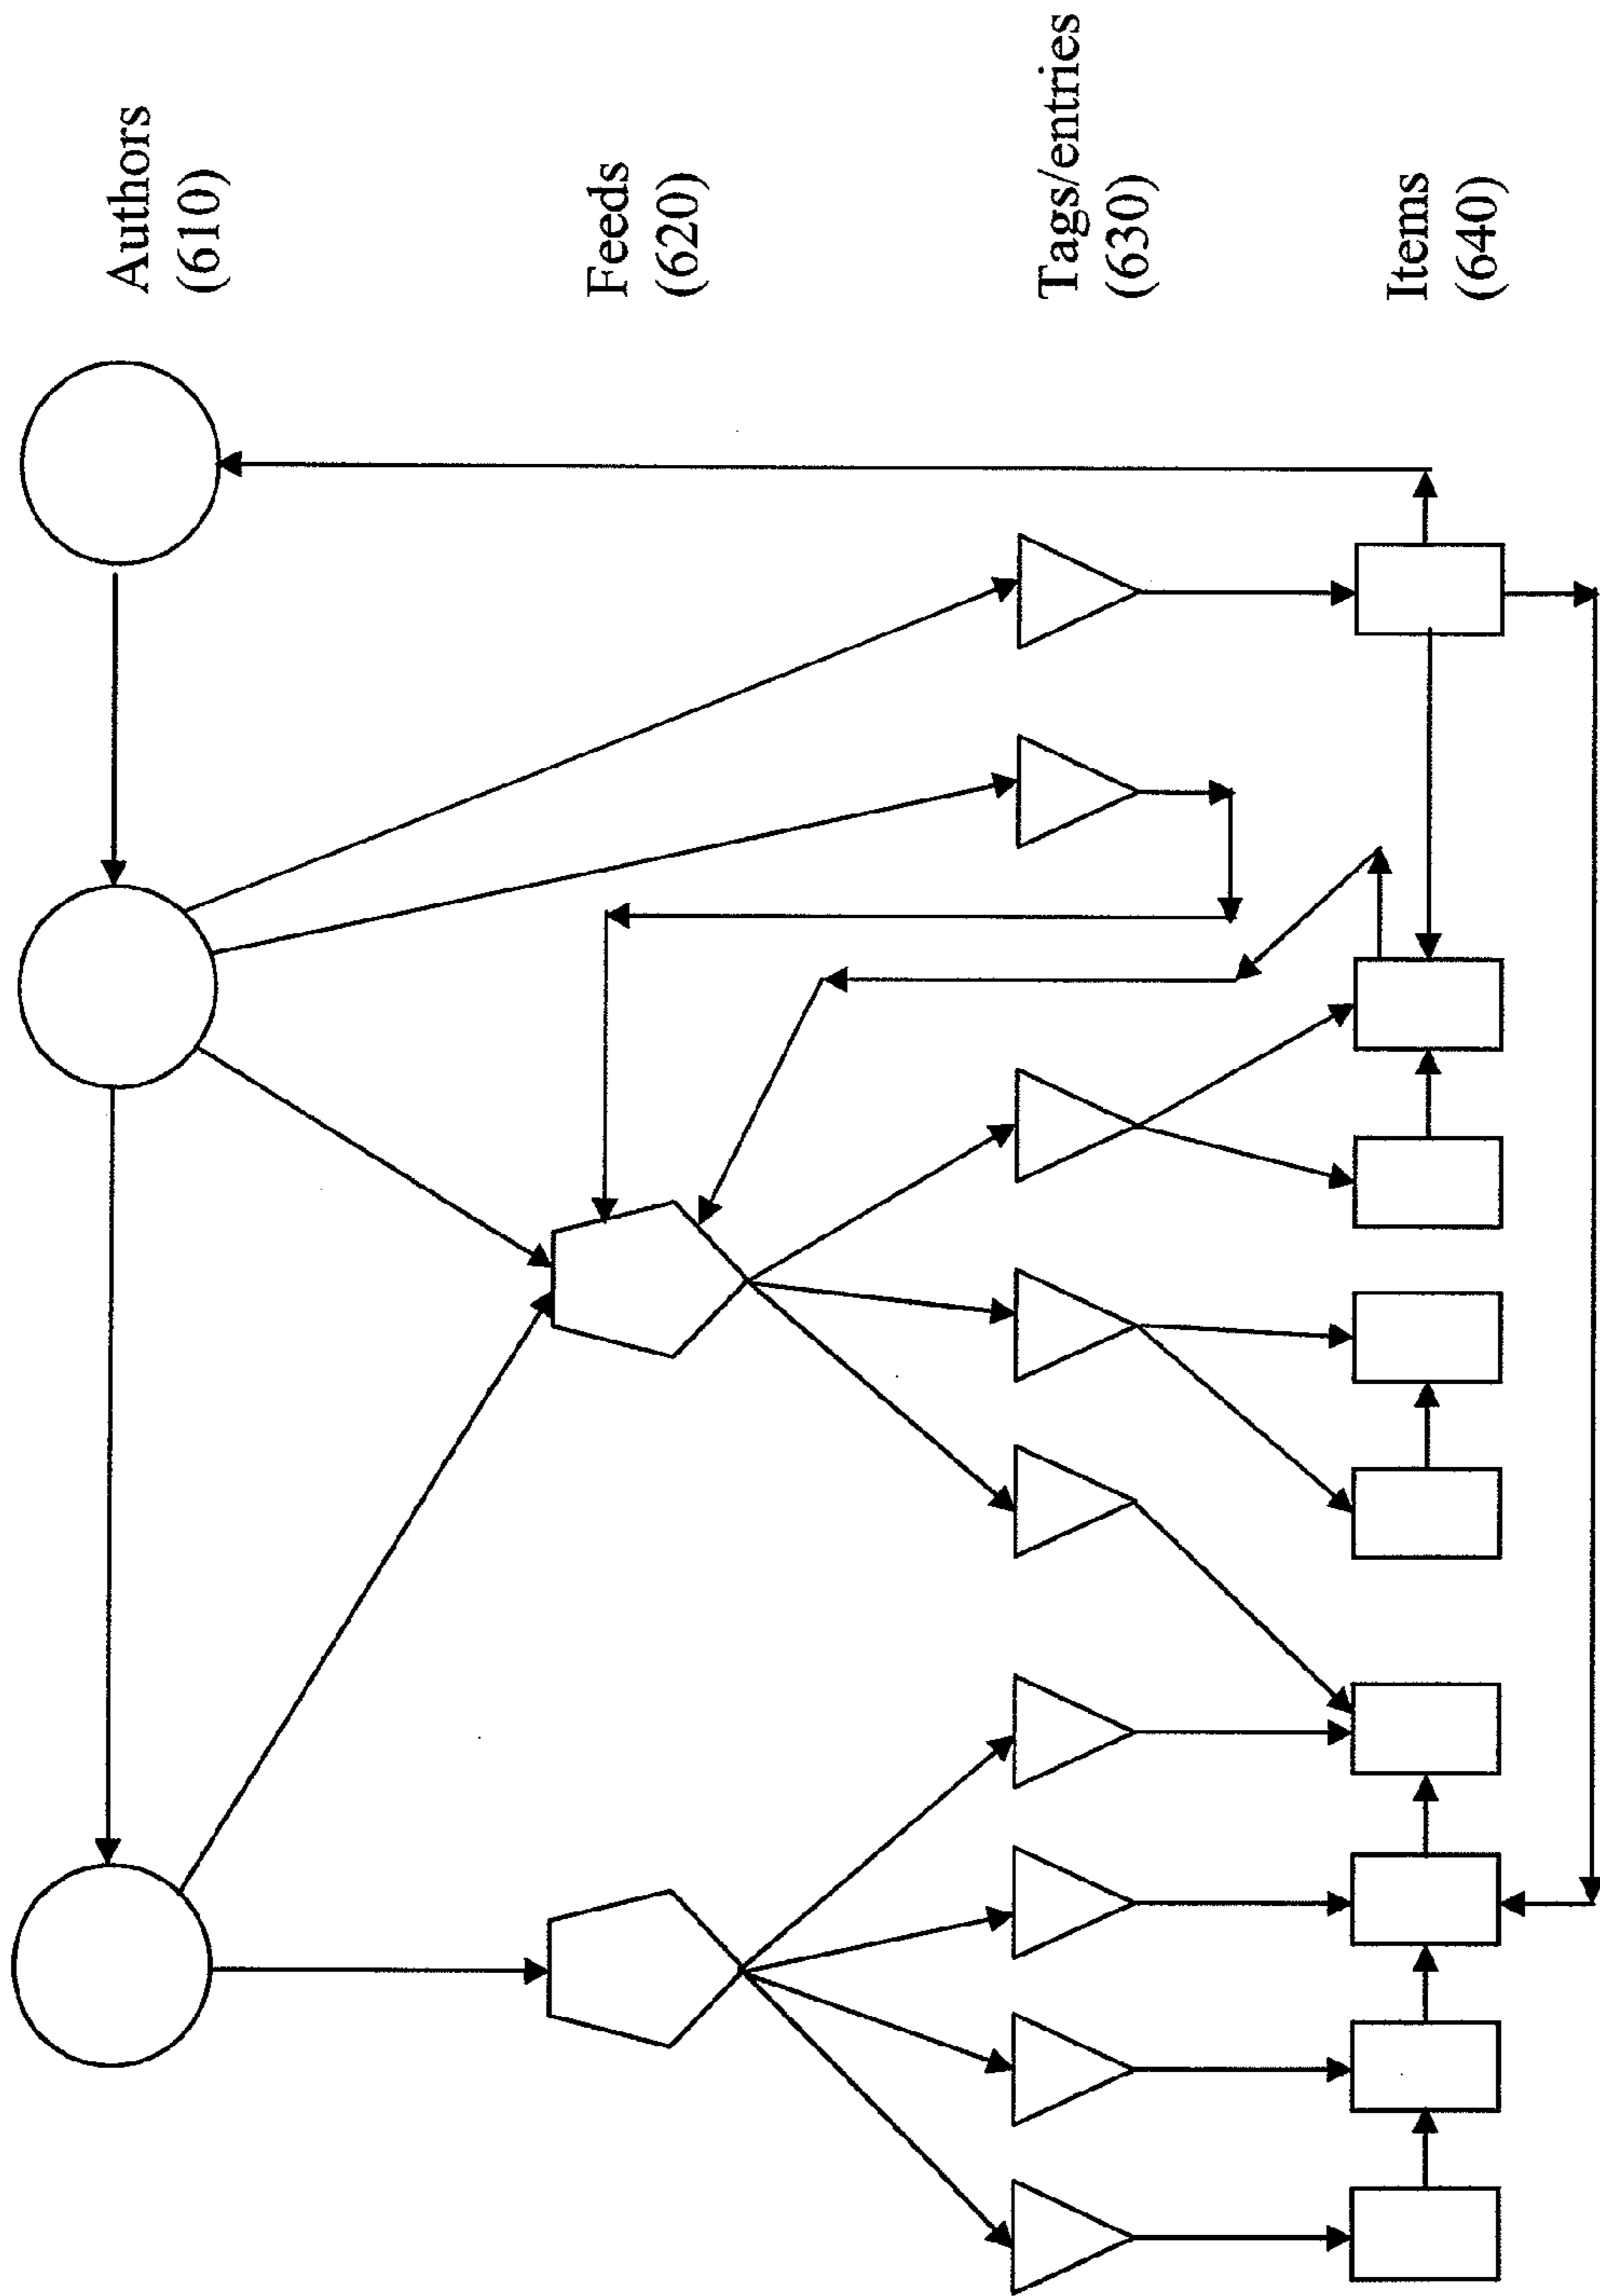 Authors
(610)
Feeds
(620)
Tags/entries
(630)
Items
(640)